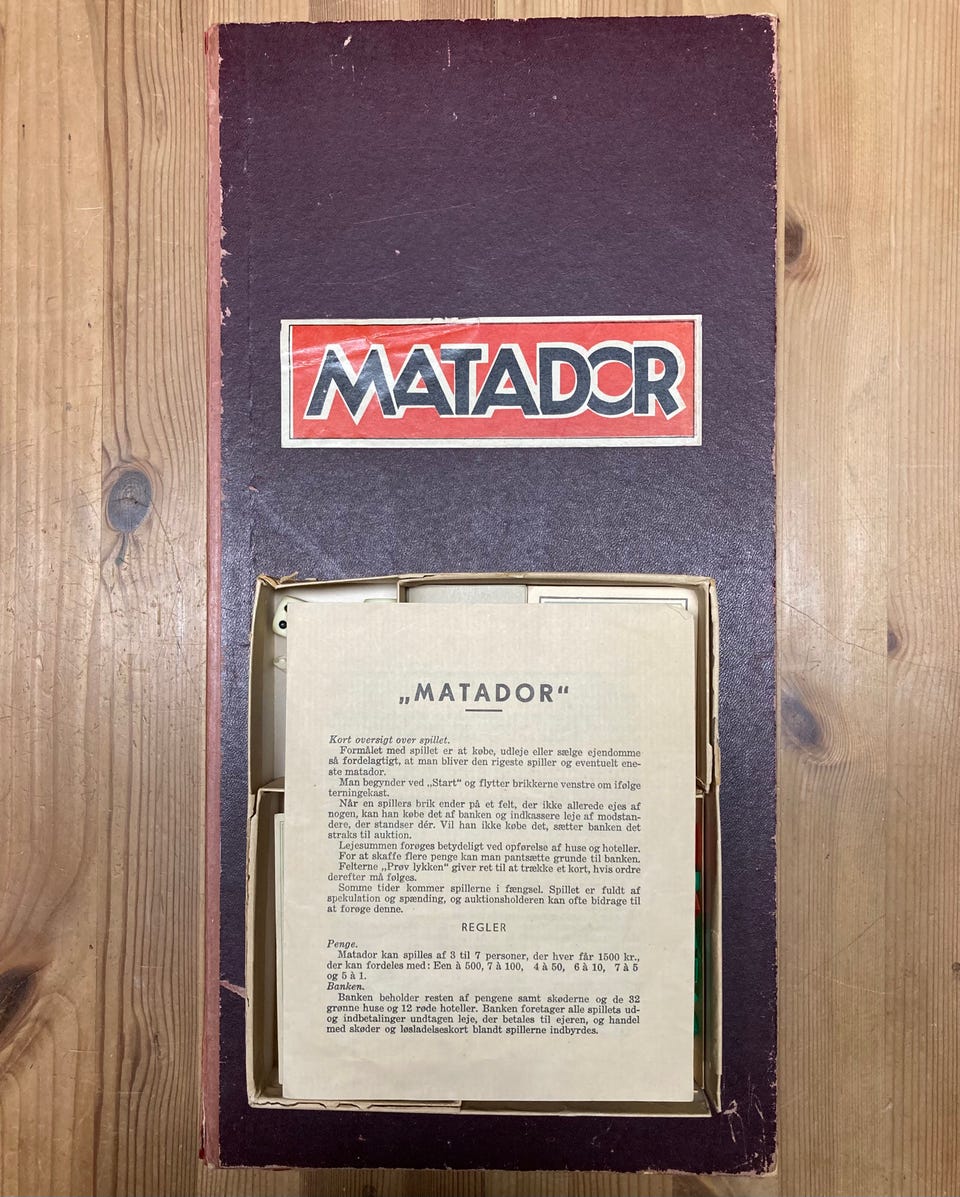 MATADOR
„MATADOR“
Kort oversigt over spillet.
Formålet med spillet er at købe, udleje eller sælge ejendomme
så fordelagtigt, at man bliver den rigeste spiller og eventuelt ene-
ste matador.
Man begynder ved „Start“ og flytter brikkerne venstre om ifølge
terningekast.
Når en spillers brik ender på et felt, der ikke allerede ejes af
nogen, kan han købe det af banken og indkassere leje af modstan-
dere, der standser dér. Vil han ikke købe det, sætter banken det
straks til auktion.
Lejesummen forøges betydeligt ved opførelse af huse og hoteller.
For at skaffe flere penge kan man pantsætte grunde til banken.
Felterne „Prøv lykken“ giver ret til at trække et kort, hvis ordre
derefter må følges.
Somme tider kommer spillerne i fængsel. Spillet er fuldt af
spekulation og spænding, og auktionsholderen kan ofte bidrage til
at forøge denne.
REGLER
Penge.
Matador kan spilles af 3 til 7 personer, der hver får 1500 kr.,
der kan fordeles med: Een à 500, 7 à 100, 4 à 50, 6 à 10, 7 à 5
og 5 à 1.
Banken.
Banken beholder resten af pengene samt skøderne og de 32
grønne huse og 12 røde hoteller. Banken foretager alle spillets ud-
og indbetalinger undtagen leje, der betales til ejeren, og handel
med skøder og løsladelseskort blandt spillerne indbyrdes.